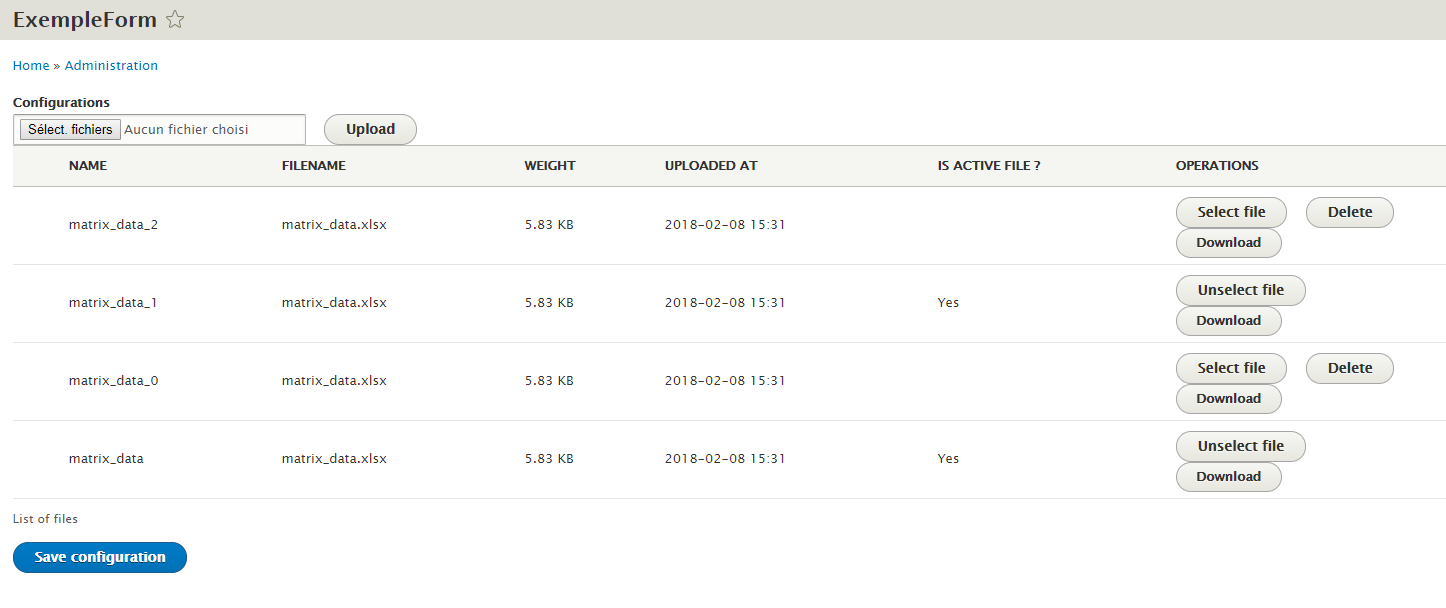 ExempleForm
Home » Administration
Configurations
Sélect. fichiers Aucun fichier choisi Upload
NAME FILENAME WEIGHT UPLOADED AT IS ACTIVE FILE ? OPERATIONS
matrix_data_2 matrix_data.xlsx 5.83 KB 2018-02-08 15:31 Select file Delete
Download
matrix_data_1 matrix_data.xlsx 5.83 KB 2018-02-08 15:31 Yes Unselect file
Download
matrix_data_0 matrix_data.xlsx 5.83 KB 2018-02-08 15:31 Select file Delete
Download
matrix_data matrix_data.xlsx 5.83 KB 2018-02-08 15:31 Yes Unselect file
Download
List of files
Save configuration